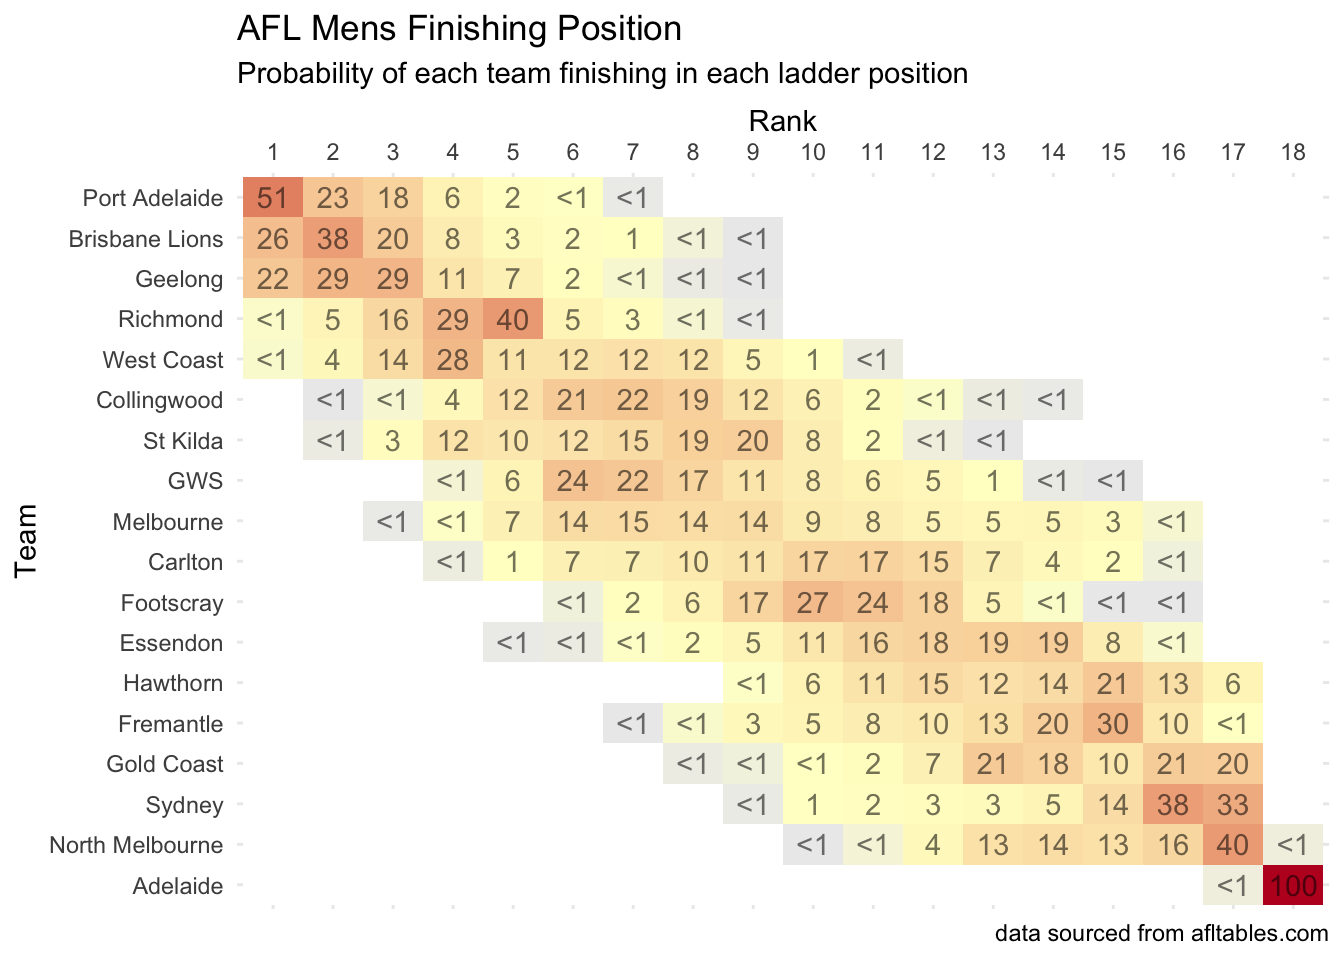 AFL Mens Finishing Position
Probability of each team finishing in each ladder position
Rank
1 2 3 4 5 6 7 8 9 10 11 12 13 14 15 16 17 18
Team
Port Adelaide 51 23 18 6 2 <1 <1
Brisbane Lions 26 38 20 8 3 2 1 <1 <1
Geelong 22 29 29 11 7 2 <1 <1 <1
Richmond <1 5 16 29 40 5 3 <1 <1
West Coast <1 4 14 28 11 12 12 12 5 1 <1
Collingwood <1 <1 4 12 21 22 19 12 6 2 <1 <1 <1
St Kilda <1 3 12 10 12 15 19 20 8 2 <1 <1
GWS <1 6 24 22 17 11 8 6 5 1 <1 <1
Melbourne <1 <1 7 14 15 14 14 9 8 5 5 5 3 <1
Carlton <1 1 7 7 10 11 17 17 15 7 4 2 <1
Footscray <1 2 6 17 27 24 18 5 <1 <1 <1
Essendon <1 <1 <1 2 5 11 16 18 19 19 8 <1
Hawthorn <1 6 11 15 12 14 21 13 6
Fremantle <1 <1 3 5 8 10 13 20 30 10 <1
Gold Coast <1 <1 <1 2 7 21 18 10 21 20
Sydney <1 1 2 3 3 5 14 38 33
North Melbourne <1 <1 4 13 14 13 16 40 <1
Adelaide <1 100
data sourced from afltables.com